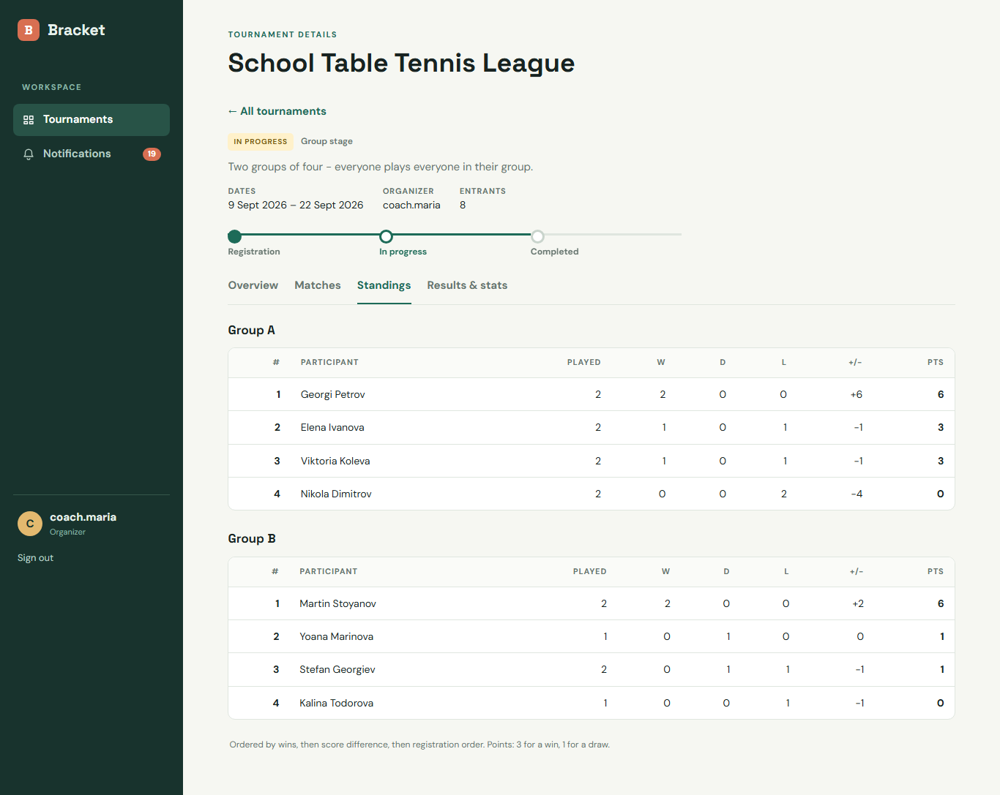 B Bracket
WORKSPACE
Tournaments
Notifications 19
C coach.maria
Organizer
Sign out
TOURNAMENT DETAILS
School Table Tennis League
← All tournaments
IN PROGRESS Group stage
Two groups of four - everyone plays everyone in their group.
DATES ORGANIZER ENTRANTS
9 Sept 2026 – 22 Sept 2026 coach.maria 8
Registration In progress Completed
Overview Matches Standings Results & stats
Group A
# PARTICIPANT PLAYED W D L +/- PTS
1 Georgi Petrov 2 2 0 0 +6 6
2 Elena Ivanova 2 1 0 1 -1 3
3 Viktoria Koleva 2 1 0 1 -1 3
4 Nikola Dimitrov 2 0 0 2 -4 0
Group B
# PARTICIPANT PLAYED W D L +/- PTS
1 Martin Stoyanov 2 2 0 0 +2 6
2 Yoana Marinova 1 0 1 0 0 1
3 Stefan Georgiev 2 0 1 1 -1 1
4 Kalina Todorova 1 0 0 1 -1 0
Ordered by wins, then score difference, then registration order. Points: 3 for a win, 1 for a draw.